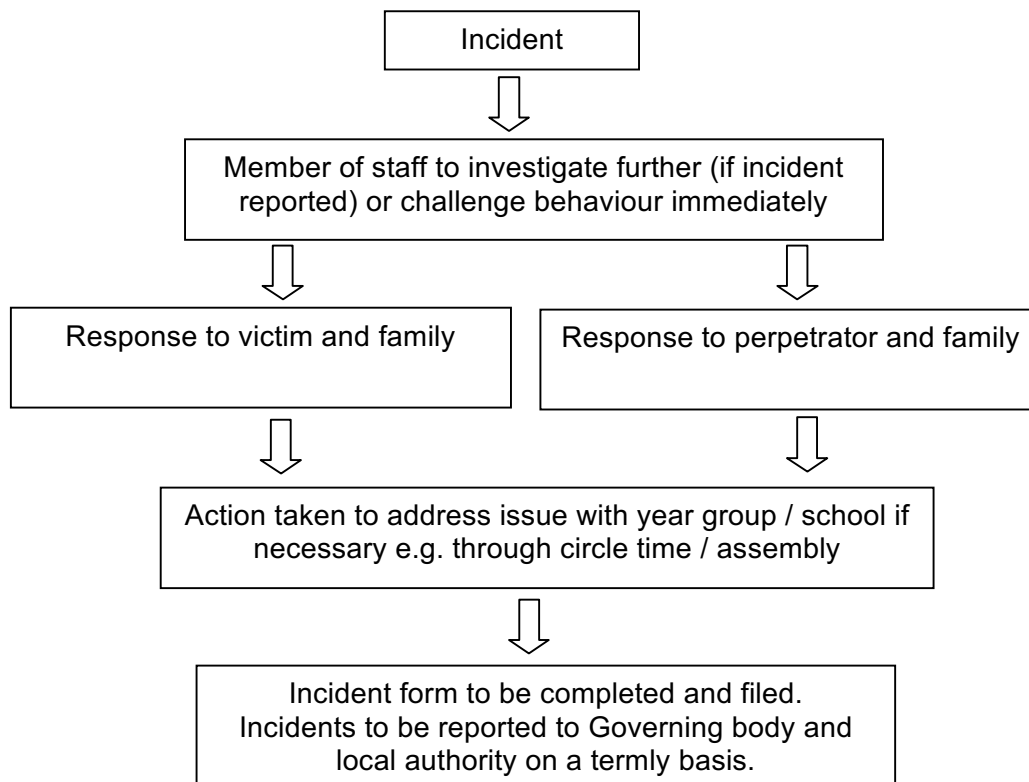 Incident
Member of staff to investigate further (if incident
reported) or challenge behaviour immediately
Response to victim and family
Response to perpetrator and family
Action taken to address issue with year group / school if
necessary e.g. through circle time / assembly
Incident form to be completed and filed.
Incidents to be reported to Governing body and
local authority on a termly basis.